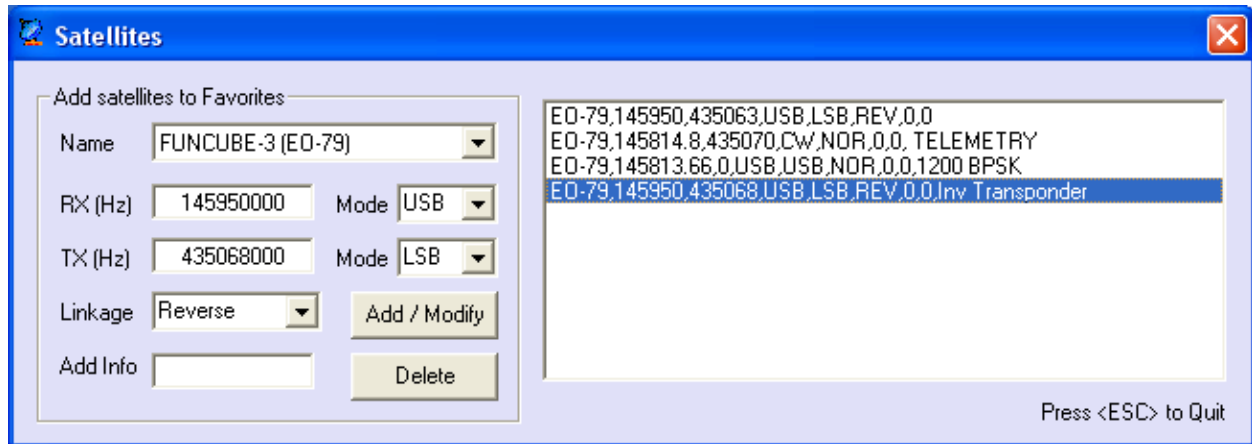 Satellites
Add satellites to Favorites
Name FUNCUBE-3 (EO-79)
RX (Hz) 145950000 Mode USB
TX (Hz) 435068000 Mode LSB
Linkage Reverse Add / Modify
Add Info Delete
EO-79,145950,435063,USB,LSB,REV,0,0
EO-79,145814.8,435070,CW,NOR,0,0, TELEMETRY
EO-79,145813.66,0,USB,USB,NOR,0,0,1200 BPSK
EO-79,145950,435068,USB,LSB,REV,0,0,Inv Transponder
Press <ESC> to Quit